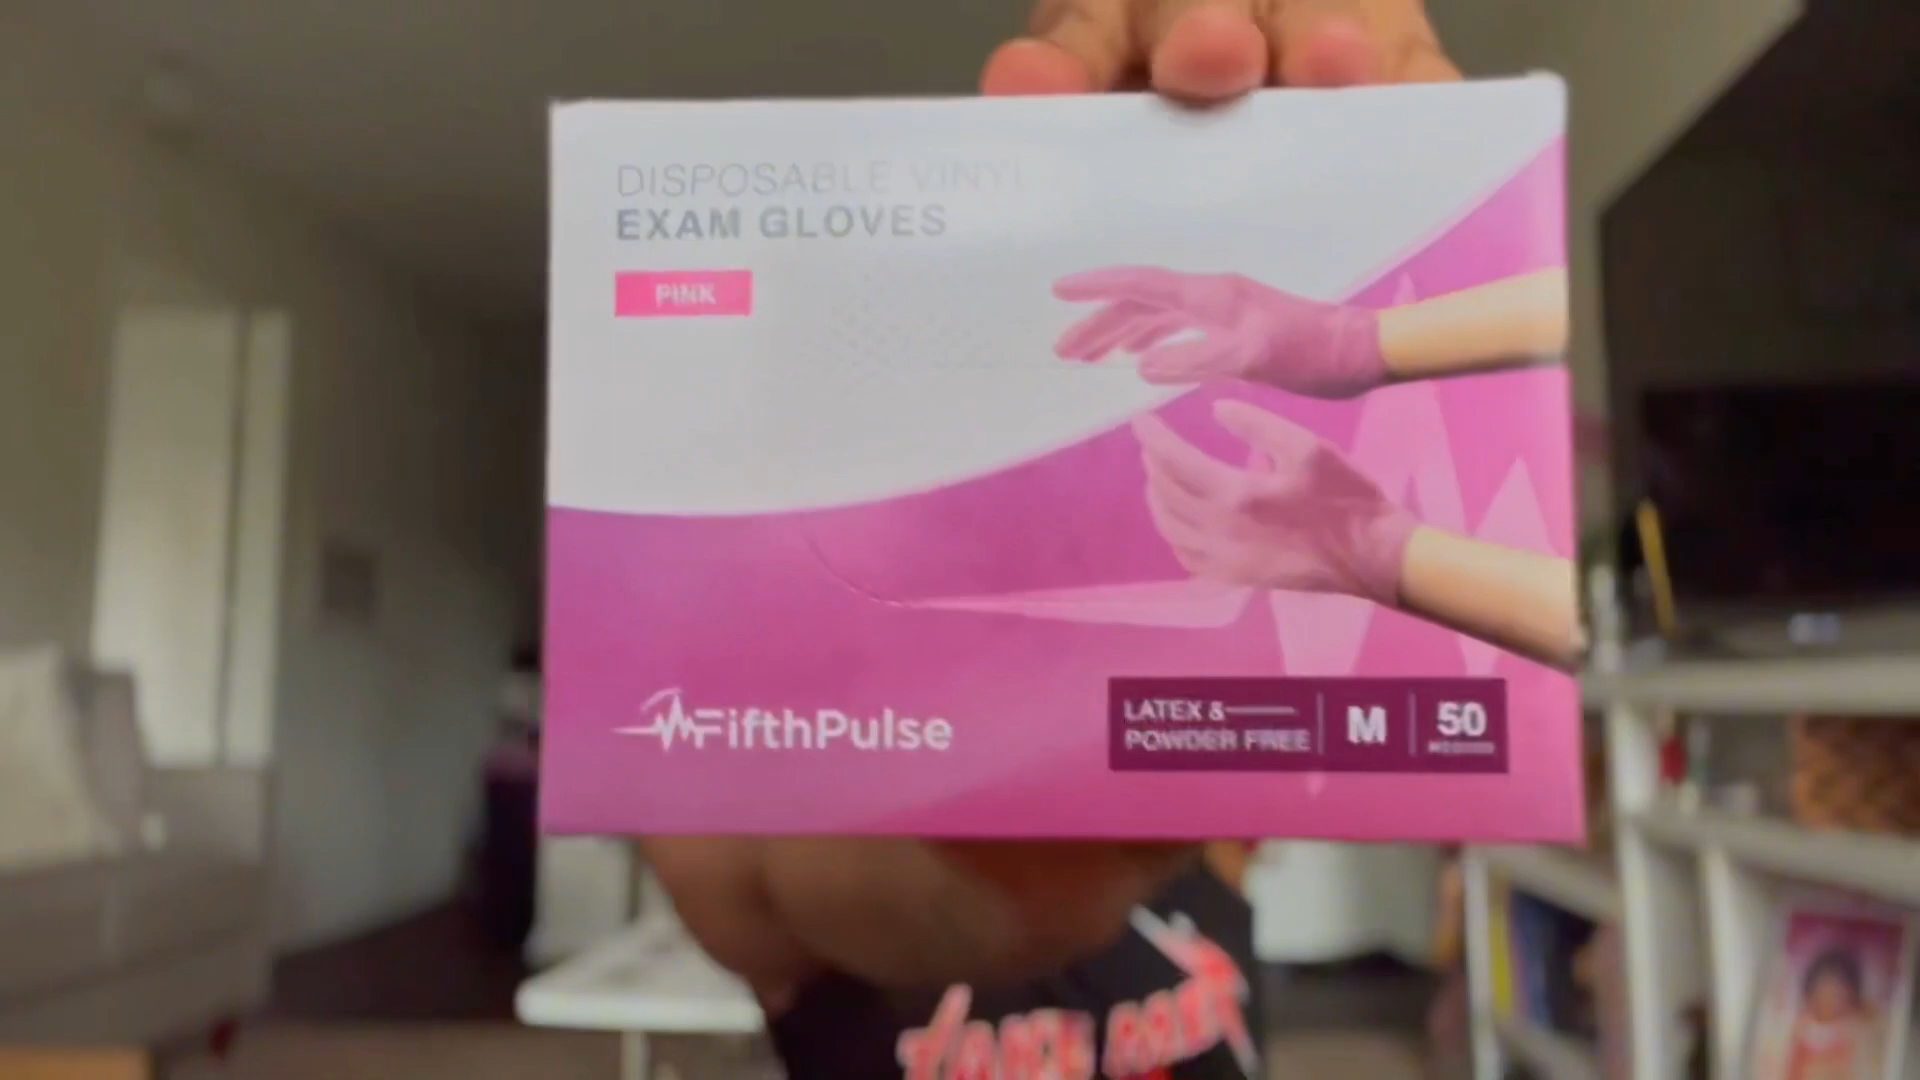 DISPOSABLE VINYL
EXAM GLOVES
PINK
FifthPulse
LATEX &
POWDER FREE
M
50